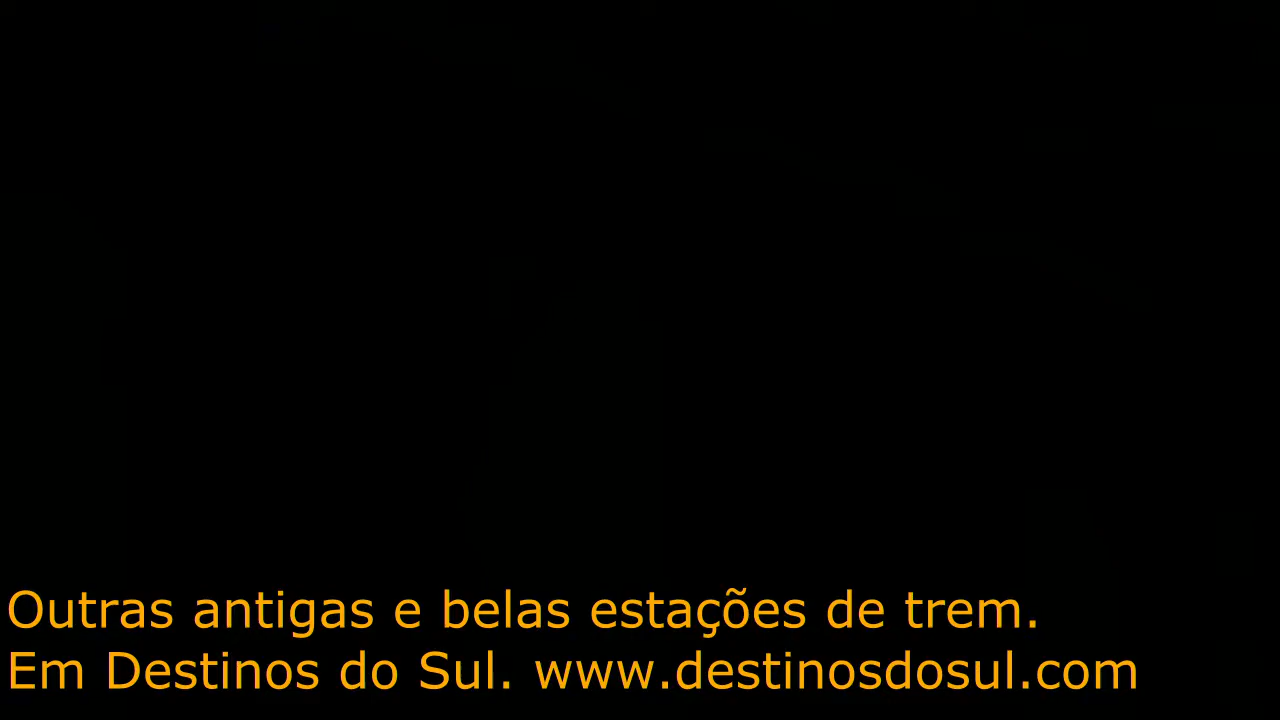 Outras antigas e belas estações de trem.
Em Destinos do Sul. www.destinosdosul.com